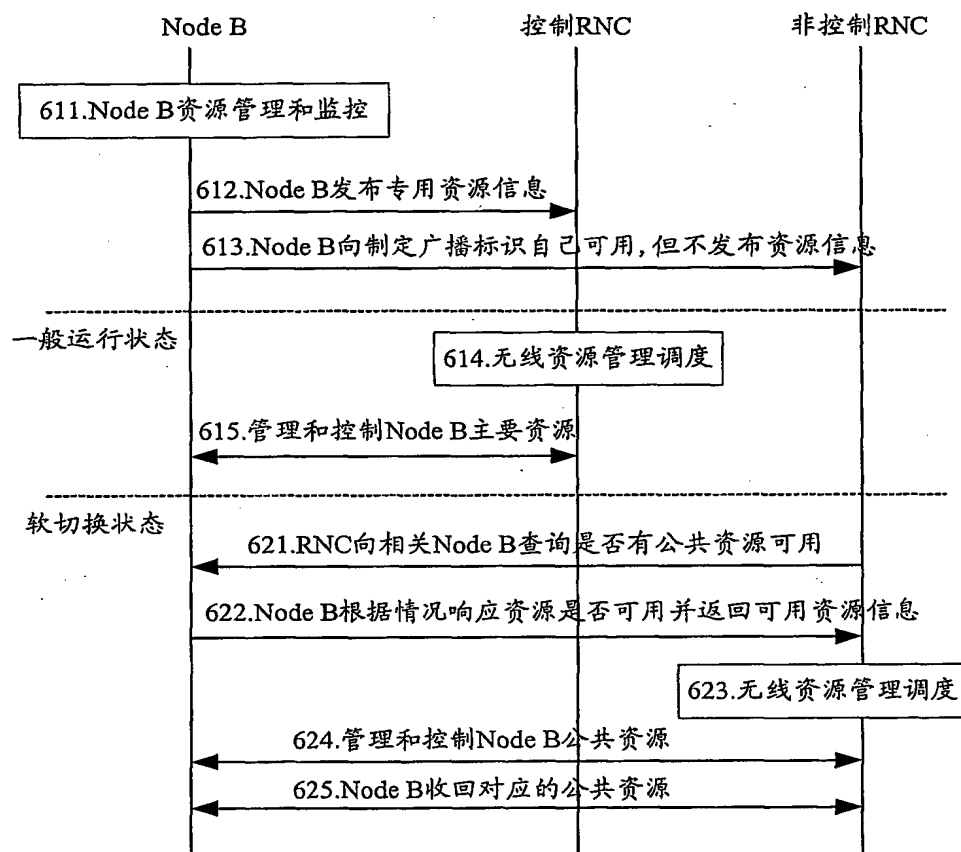 Node B 控制RNC 非控制RNC
611.Node B资源管理和监控
612.Node B发布专用资源信息
613.Node B向制定广播标识自己可用,但不发布资源信息
一般运行状态
614.无线资源管理调度
615.管理和控制Node B主要资源
软切换状态
621.RNC向相关Node B查询是否有公共资源可用
622.Node B根据情况响应资源是否可用并返回可用资源信息
623.无线资源管理调度
624.管理和控制Node B公共资源
625.Node B收回对应的公共资源